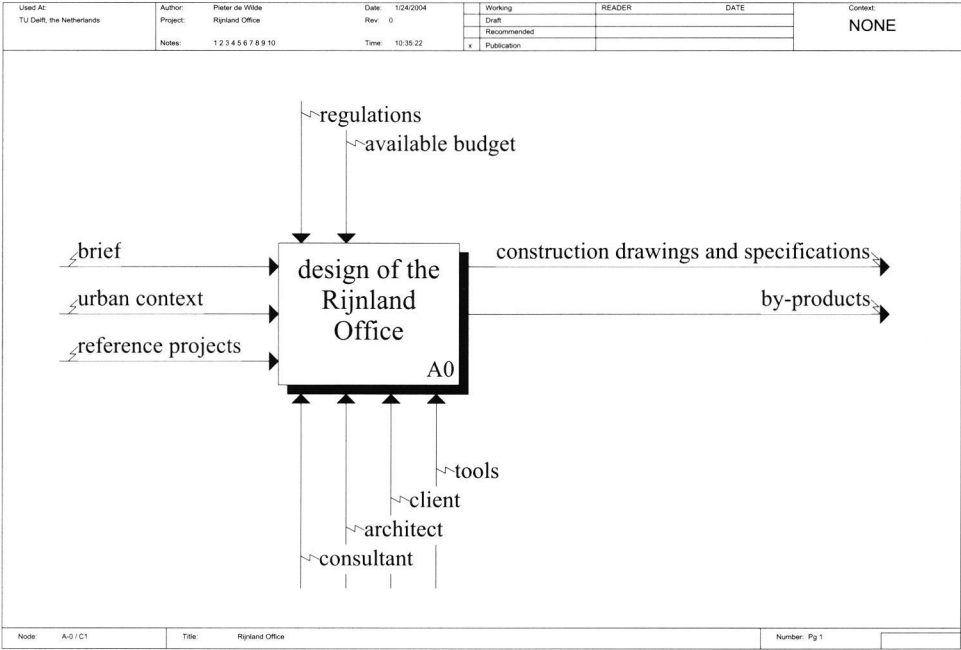 Used At:
TU Delft, the Netherlands
Author: Pieter de Wilde
Project: Rijnland Office
Notes: 1 2 3 4 5 6 7 8 9 10
Date: 1/24/2004
Rev: 0
Time: 10:35:22
Working
Draft
Recommended
x Publication
READER DATE
Context:
NONE
regulations
available budget
brief
urban context
reference projects
design of the
Rijnland
Office
A0
construction drawings and specifications
by-products
tools
client
architect
consultant
Node: A-0 / C1
Title: Rijnland Office
Number: Pg 1